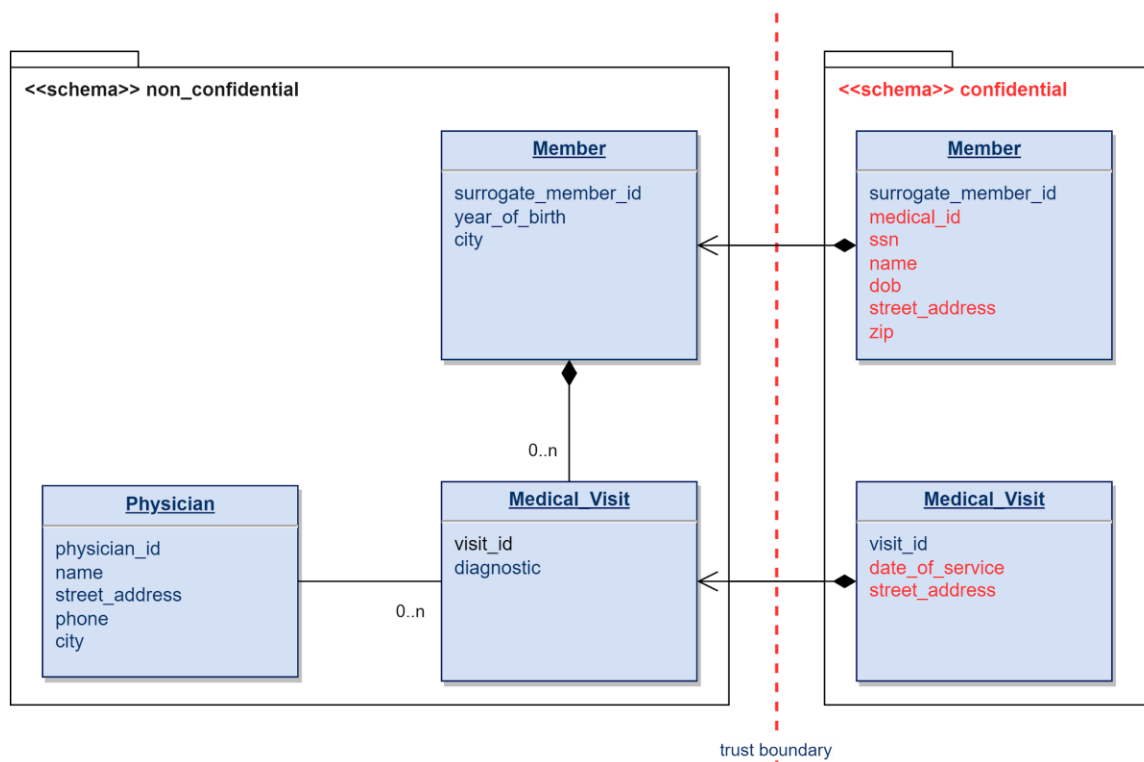 <<schema>> non_confidential
Member
surrogate_member_id
year_of_birth
city
0..n
Physician
physician_id
name
street_address
phone
city
0..n
Medical_Visit
visit_id
diagnostic
<<schema>> confidential
Member
surrogate_member_id
medical_id
ssn
name
dob
street_address
zip
Medical_Visit
visit_id
date_of_service
street_address
trust boundary